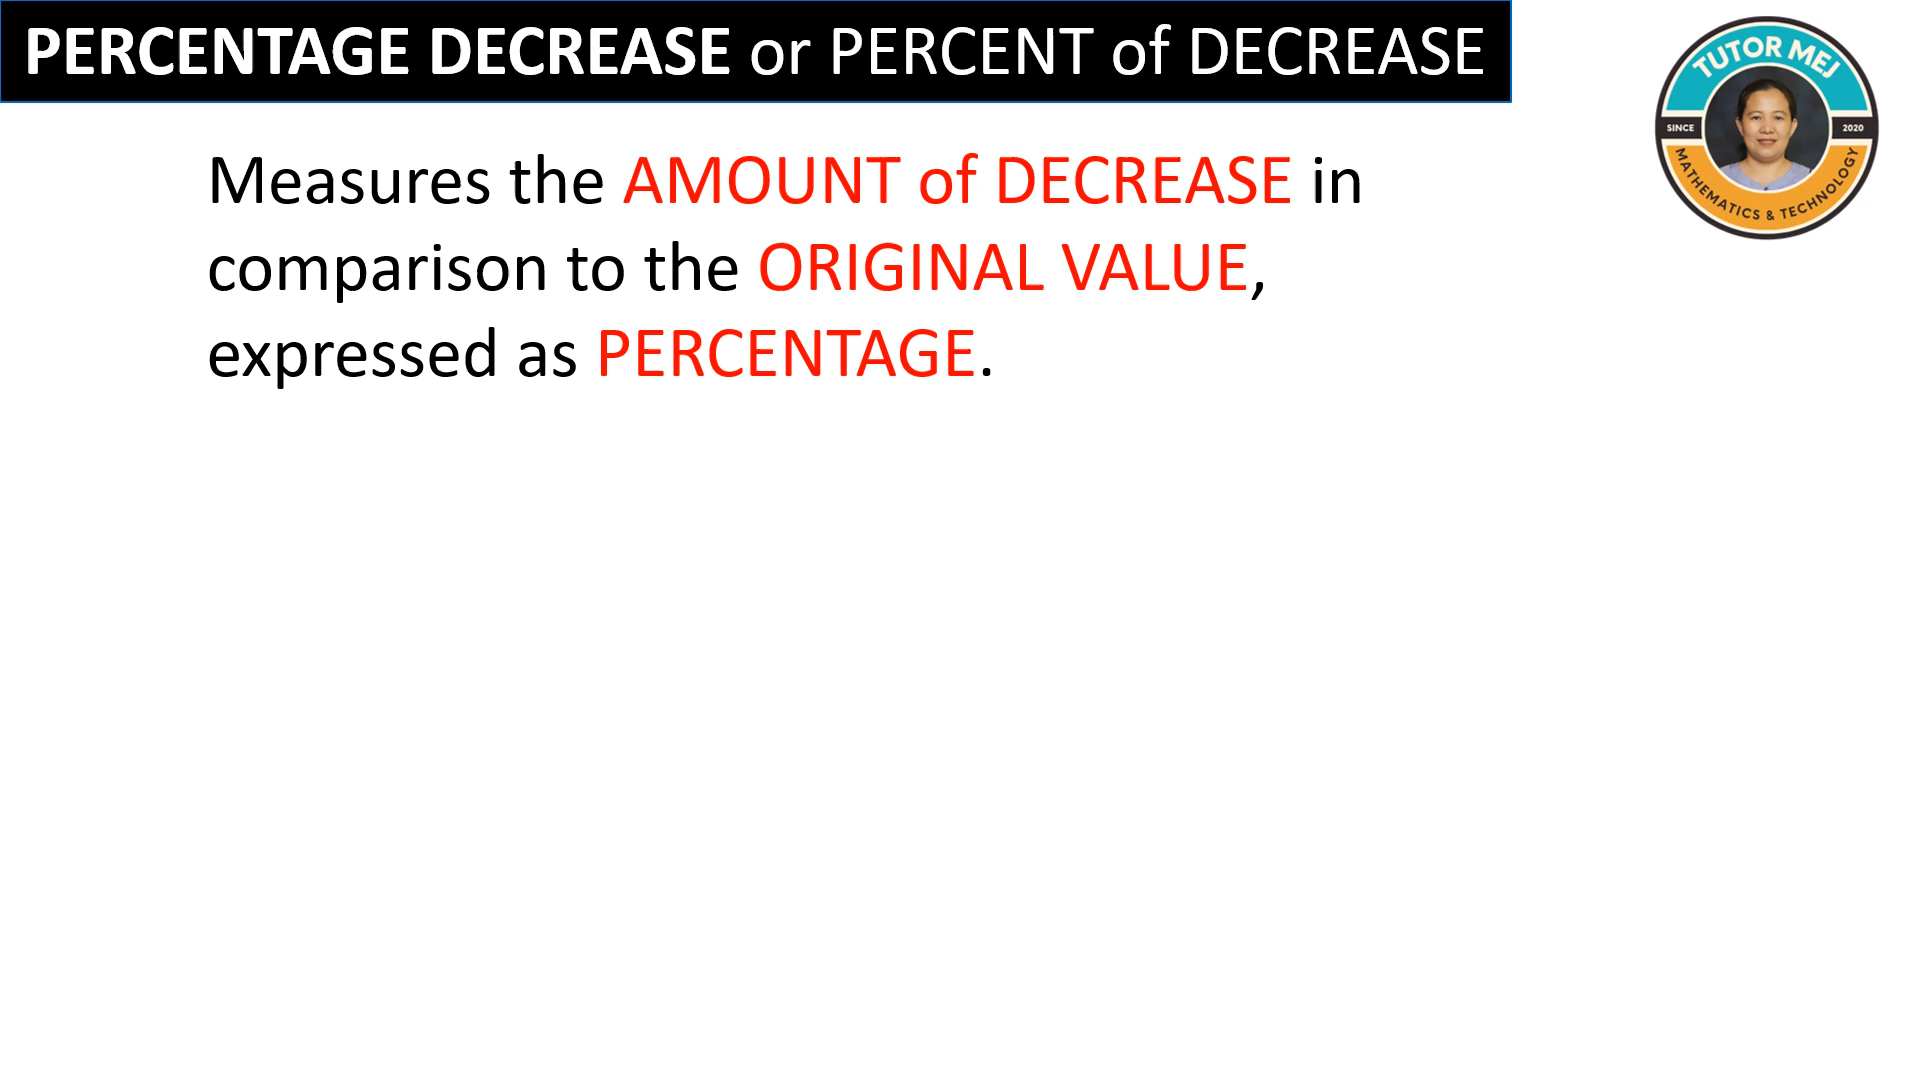 PERCENTAGE DECREASE or PERCENT of DECREASE
TUTOR MEJ
SINCE 2020
MATHEMATICS & TECHNOLOGY
Measures the AMOUNT of DECREASE in
comparison to the ORIGINAL VALUE,
expressed as PERCENTAGE.